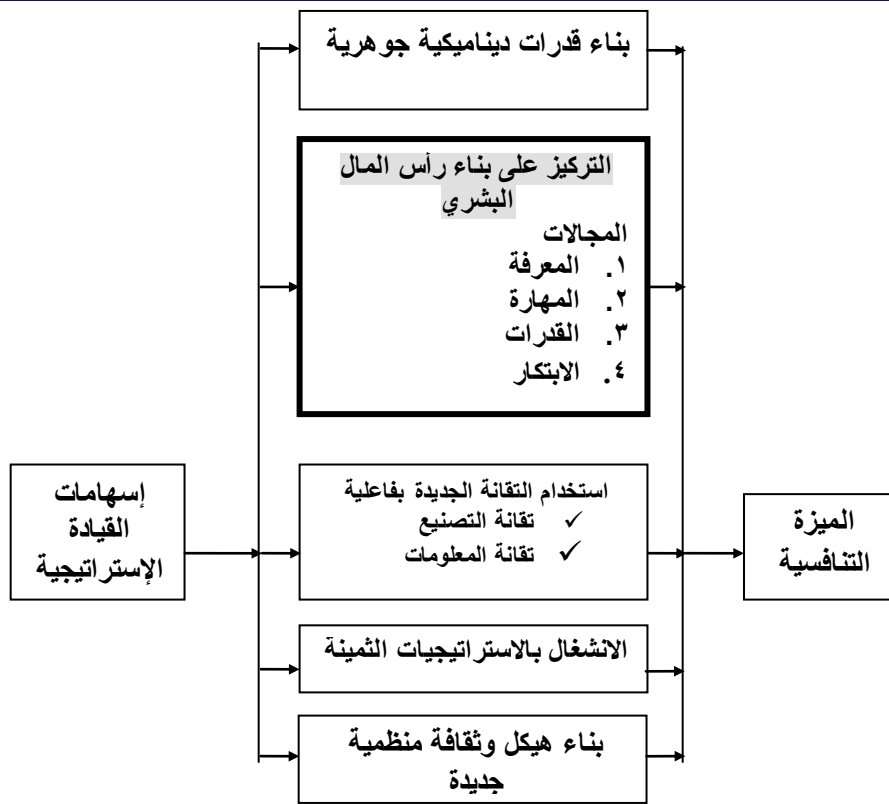 بناء قدرات ديناميكية جوهرية
التركيز على بناء رأس المال
البشري
المجالات
١. المعرفة
٢. المهارة
٣. القدرات
٤. الابتكار
إسهامات
القيادة
الإستراتيجية
استخدام التقانة الجديدة بفاعلية
✓ تقانة التصنيع
✓ تقانة المعلومات
الميزة
التنافسية
الانشغال بالاستراتيجيات الثمينة
بناء هيكل وثقافة منظمية
جديدة